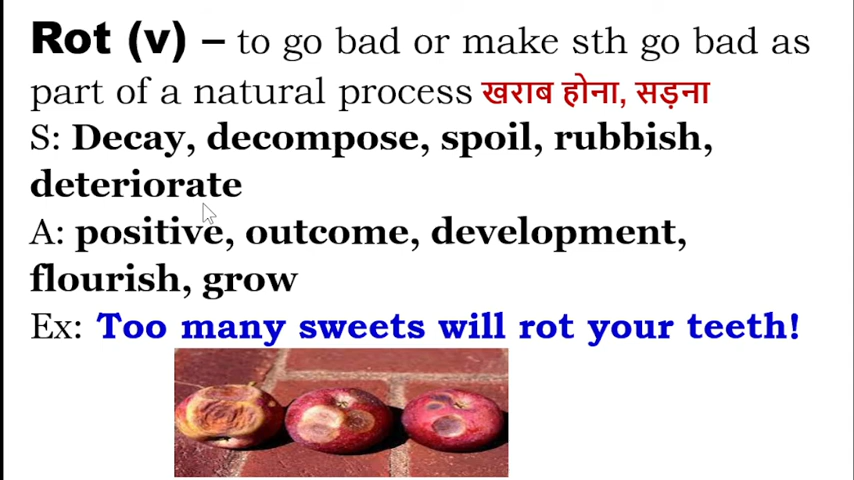 Rot (v) – to go bad or make sth go bad as
part of a natural process खराब होना, सड़ना
S: Decay, decompose, spoil, rubbish,
deteriorate
A: positive, outcome, development,
flourish, grow
Ex: Too many sweets will rot your teeth!